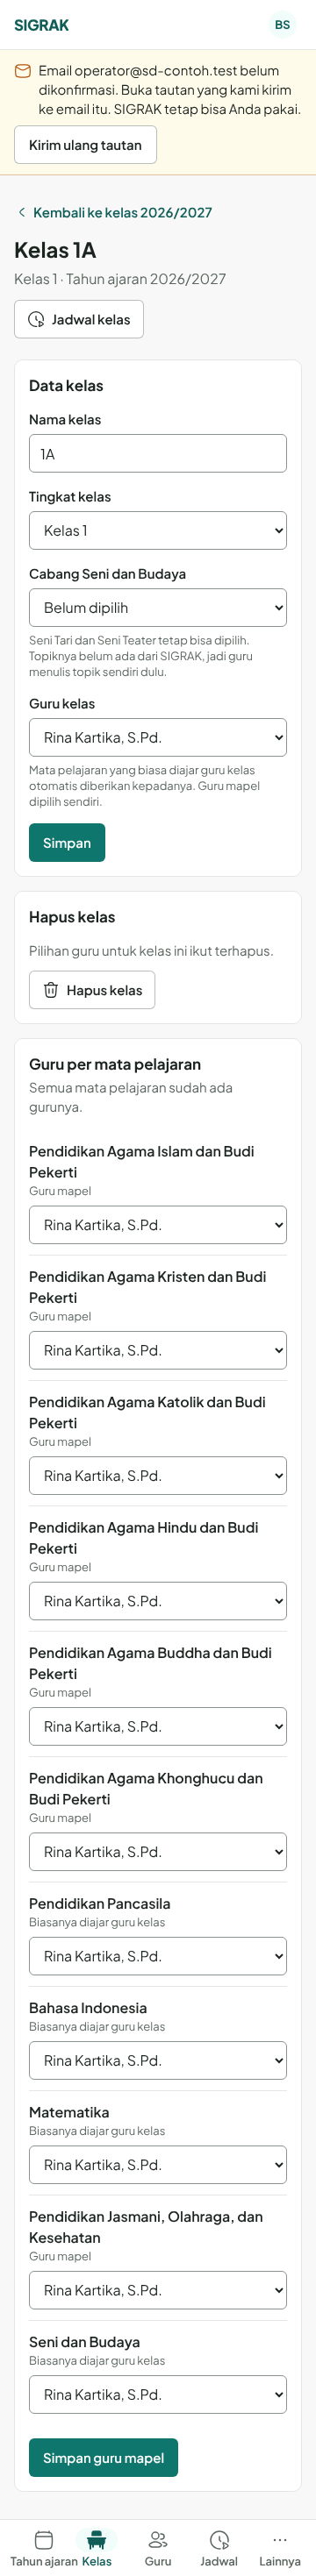 SIGRAK
BS
Email operator@sd-contoh.test belum
dikonfirmasi. Buka tautan yang kami kirim
ke email itu. SIGRAK tetap bisa Anda pakai.
Kirim ulang tautan
Kembali ke kelas 2026/2027
Kelas 1A
Kelas 1 · Tahun ajaran 2026/2027
Jadwal kelas
Data kelas
Nama kelas
1A
Tingkat kelas
Kelas 1
Cabang Seni dan Budaya
Belum dipilih
Seni Tari dan Seni Teater tetap bisa dipilih.
Topiknya belum ada dari SIGRAK, jadi guru
menulis topik sendiri dulu.
Guru kelas
Rina Kartika, S.Pd.
Mata pelajaran yang biasa diajar guru kelas
otomatis diberikan kepadanya. Guru mapel
dipilih sendiri.
Simpan
Hapus kelas
Pilihan guru untuk kelas ini ikut terhapus.
Hapus kelas
Guru per mata pelajaran
Semua mata pelajaran sudah ada
gurunya.
Pendidikan Agama Islam dan Budi
Pekerti
Guru mapel
Rina Kartika, S.Pd.
Pendidikan Agama Kristen dan Budi
Pekerti
Guru mapel
Rina Kartika, S.Pd.
Pendidikan Agama Katolik dan Budi
Pekerti
Guru mapel
Rina Kartika, S.Pd.
Pendidikan Agama Hindu dan Budi
Pekerti
Guru mapel
Rina Kartika, S.Pd.
Pendidikan Agama Buddha dan Budi
Pekerti
Guru mapel
Rina Kartika, S.Pd.
Pendidikan Agama Khonghucu dan
Budi Pekerti
Guru mapel
Rina Kartika, S.Pd.
Pendidikan Pancasila
Biasanya diajar guru kelas
Rina Kartika, S.Pd.
Bahasa Indonesia
Biasanya diajar guru kelas
Rina Kartika, S.Pd.
Matematika
Biasanya diajar guru kelas
Rina Kartika, S.Pd.
Pendidikan Jasmani, Olahraga, dan
Kesehatan
Guru mapel
Rina Kartika, S.Pd.
Seni dan Budaya
Biasanya diajar guru kelas
Rina Kartika, S.Pd.
Simpan guru mapel
Tahun ajaran Kelas Guru Jadwal Lainnya